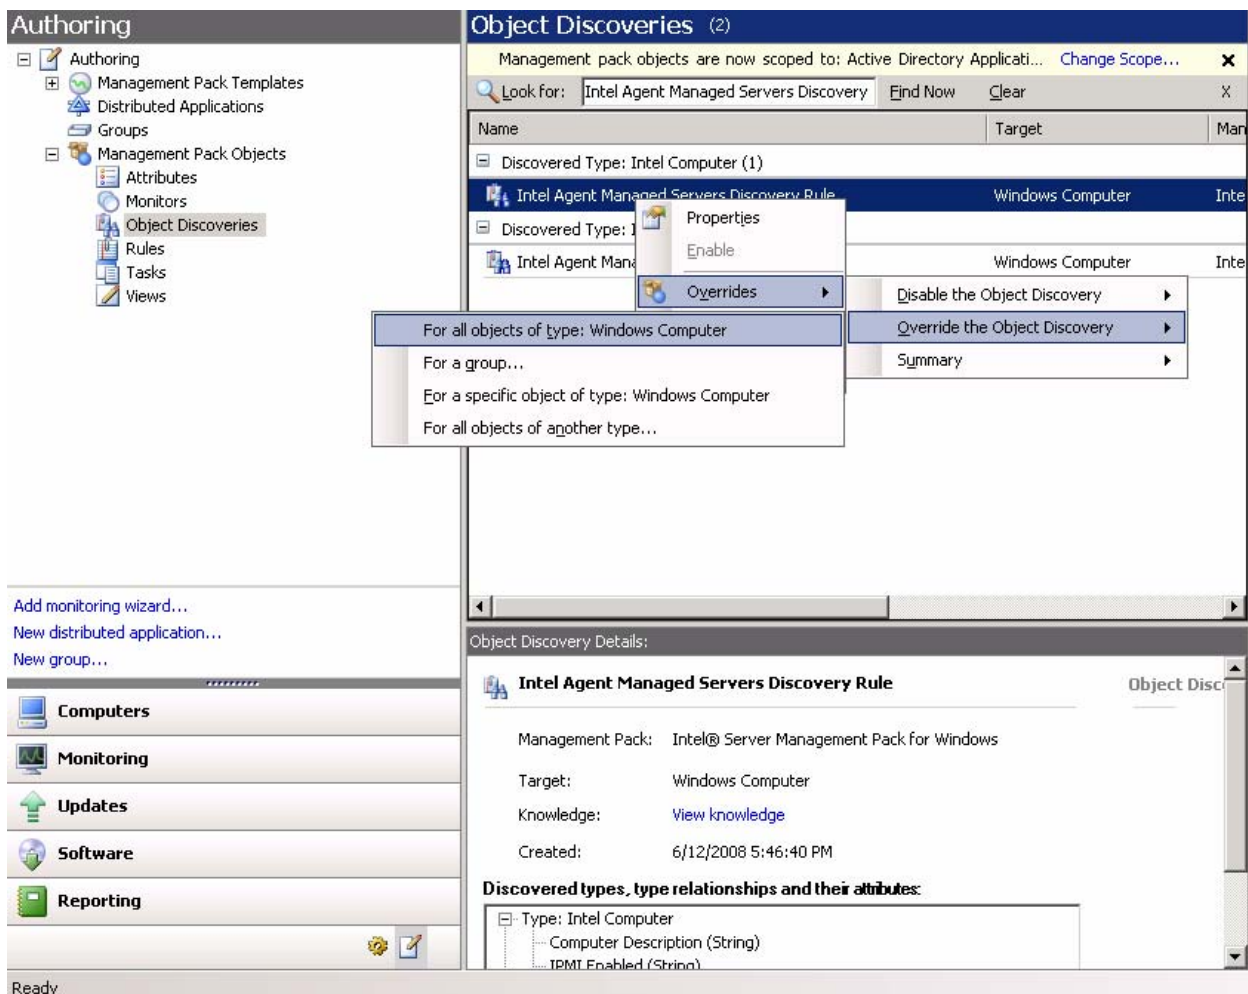 Authoring
Authoring
Management Pack Templates
Distributed Applications
Groups
Management Pack Objects
Attributes
Monitors
Object Discoveries
Rules
Tasks
Views
Add monitoring wizard...
New distributed application...
New group...
Computers
Monitoring
Updates
Software
Reporting
Ready
Object Discoveries (2)
Management pack objects are now scoped to: Active Directory Applicati... Change Scope...
Look for: Intel Agent Managed Servers Discovery Find Now Clear X
Name Target Man
Discovered Type: Intel Computer (1)
Intel Agent Managed Servers Discovery Rule Windows Computer Inte
Discovered Type:
Intel Agent Mana Windows Computer Inte
Properties
Enable
Overrides
Disable the Object Discovery
Override the Object Discovery
Summary
For all objects of type: Windows Computer
For a group...
For a specific object of type: Windows Computer
For all objects of another type...
Object Discovery Details:
Intel Agent Managed Servers Discovery Rule Object Disc
Management Pack: Intel® Server Management Pack for Windows
Target: Windows Computer
Knowledge: View knowledge
Created: 6/12/2008 5:46:40 PM
Discovered types, type relationships and their attributes:
Type: Intel Computer
Computer Description (String)
IPMI Enabled (String)